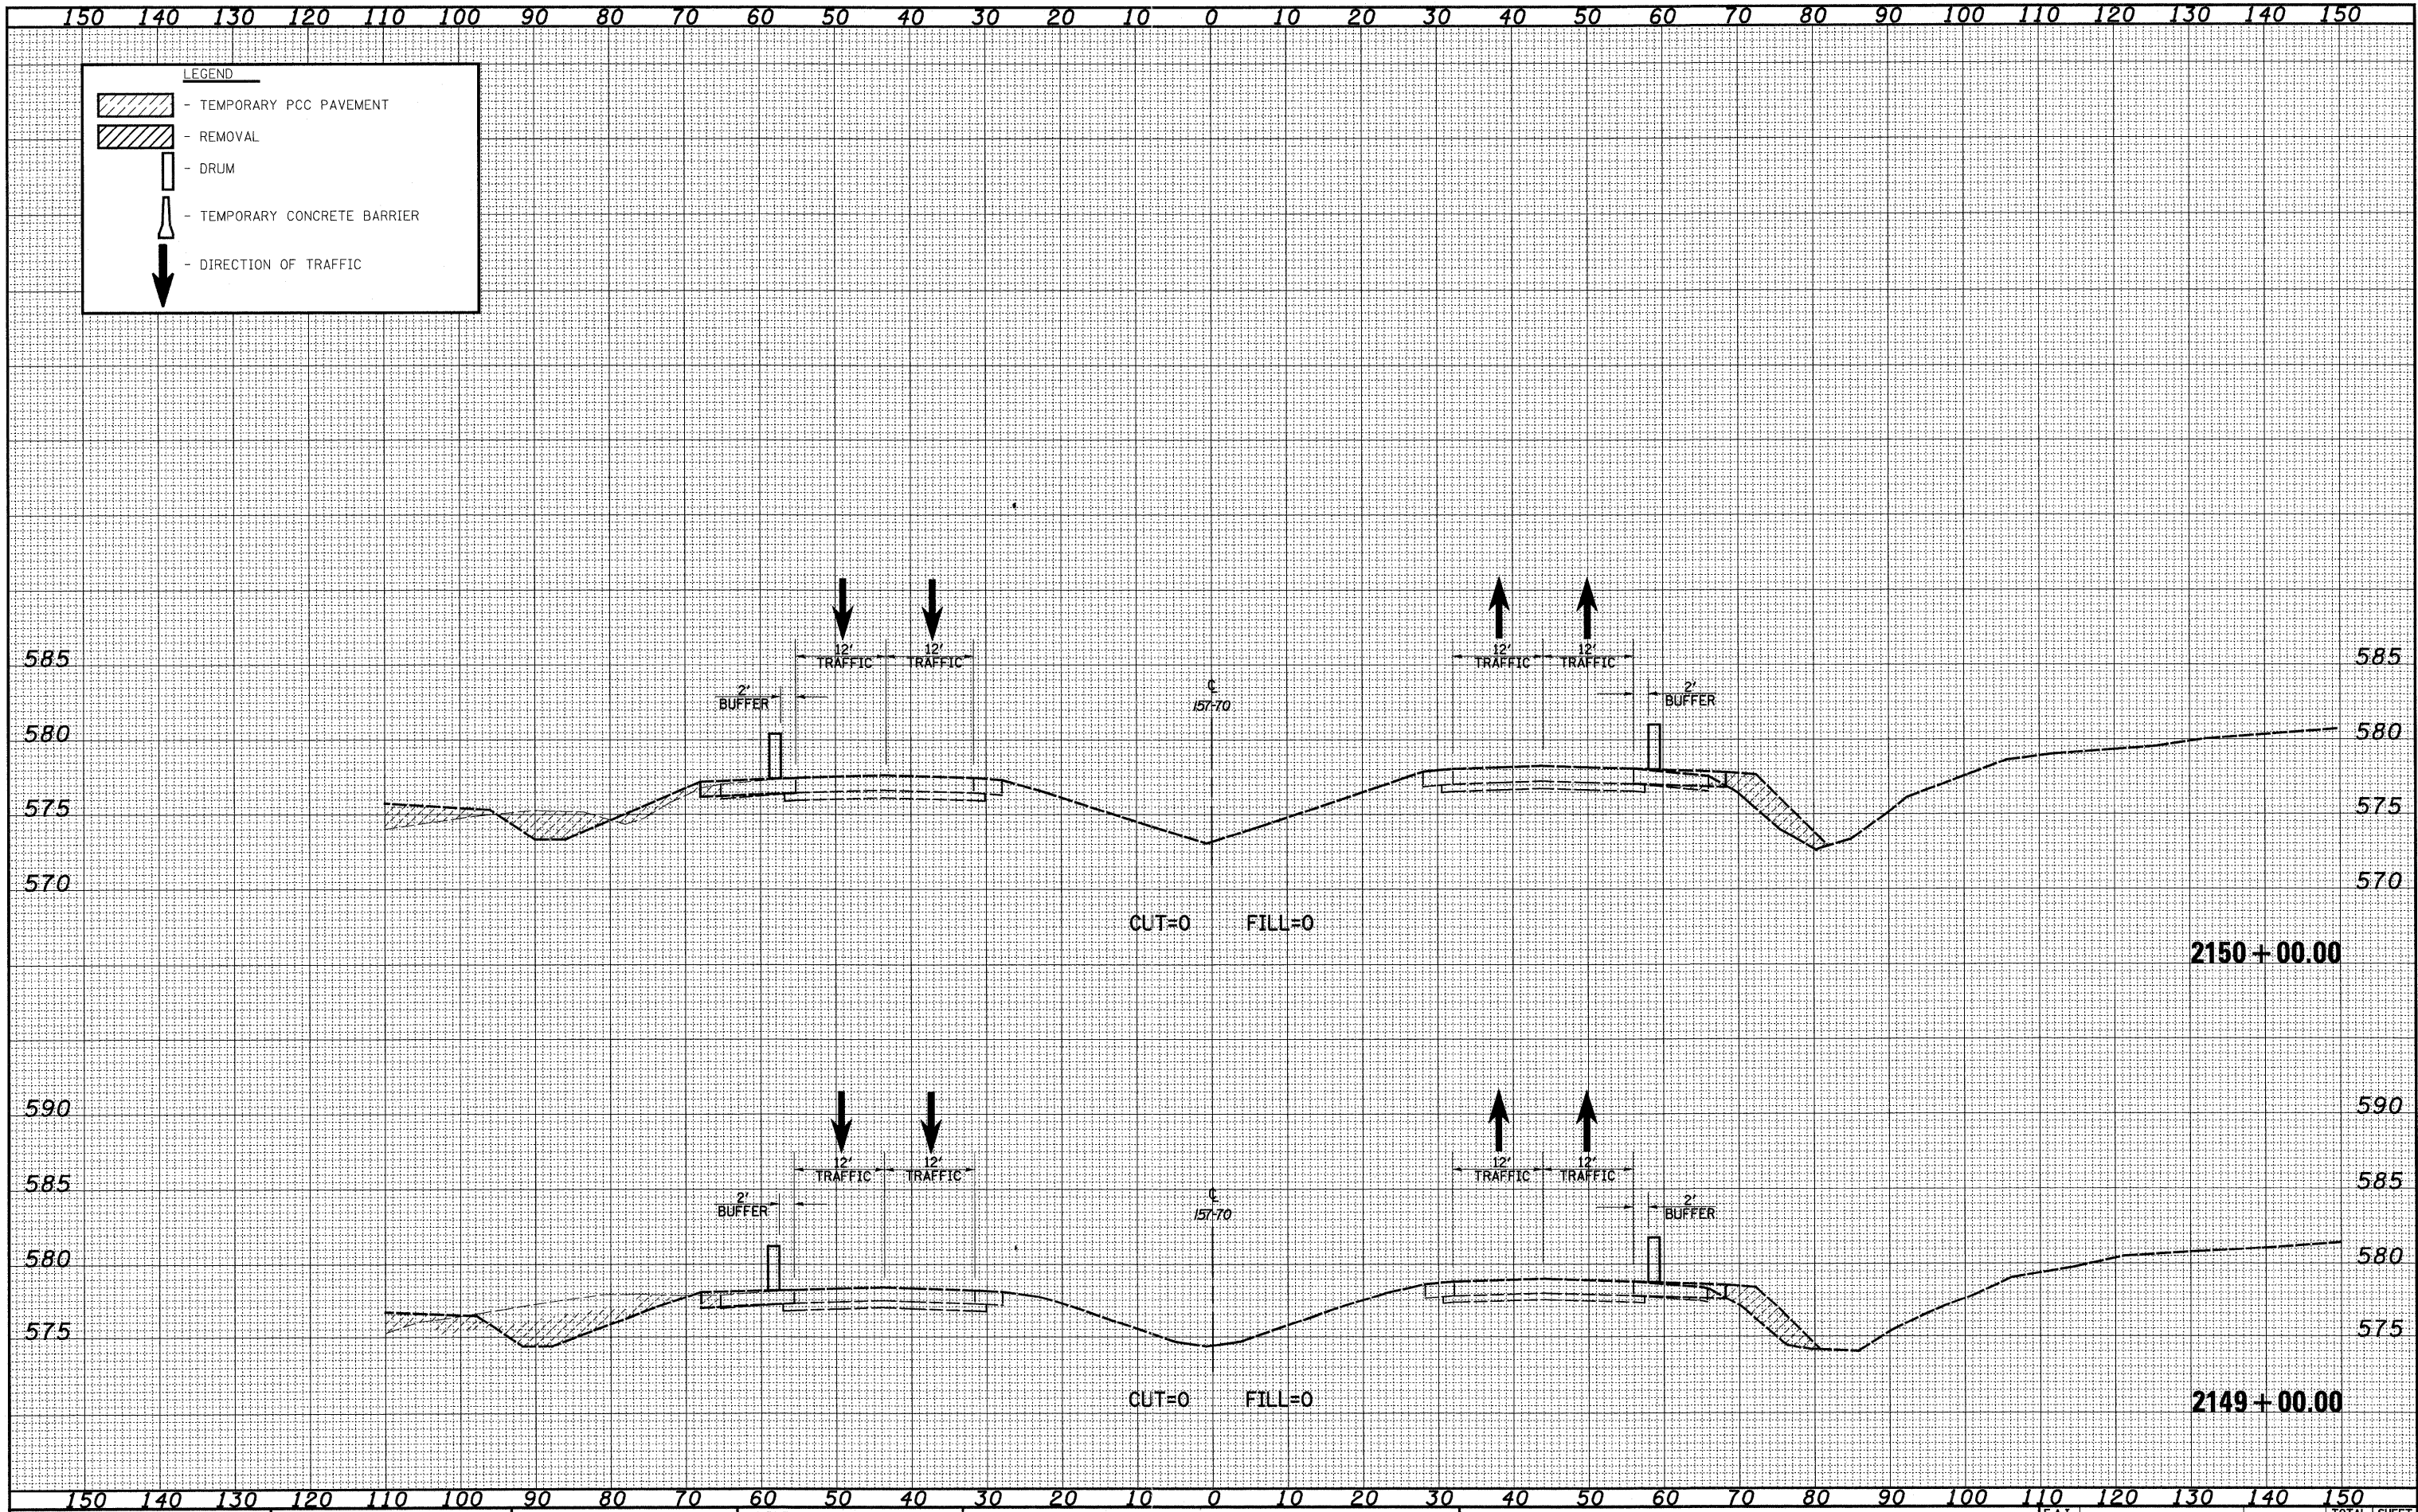 150 140 130 120 110 100 90 80 70 60 50 40 30 20 10 0 10 20 30 40 50 60 70 80 90 100 110 120 130 140 150
LEGEND
- TEMPORARY PCC PAVEMENT
- REMOVAL
- DRUM
- TEMPORARY CONCRETE BARRIER
- DIRECTION OF TRAFFIC
12' 12' 12' 12'
585 TRAFFIC TRAFFIC TRAFFIC TRAFFIC 585
2' ℄ 2'
BUFFER 157-70 BUFFER
580 580
575 575
570 570
CUT=0 FILL=0
2150+00.00
590 590
12' 12' 12' 12'
TRAFFIC TRAFFIC TRAFFIC TRAFFIC
585 585
2' ℄ 2'
BUFFER 157-70 BUFFER
580 580
575 575
CUT=0 FILL=0
2149+00.00
150 140 130 120 110 100 90 80 70 60 50 40 30 20 10 0 10 20 30 40 50 60 70 80 90 100 110 120 130 140 150
TOTAL SHEET